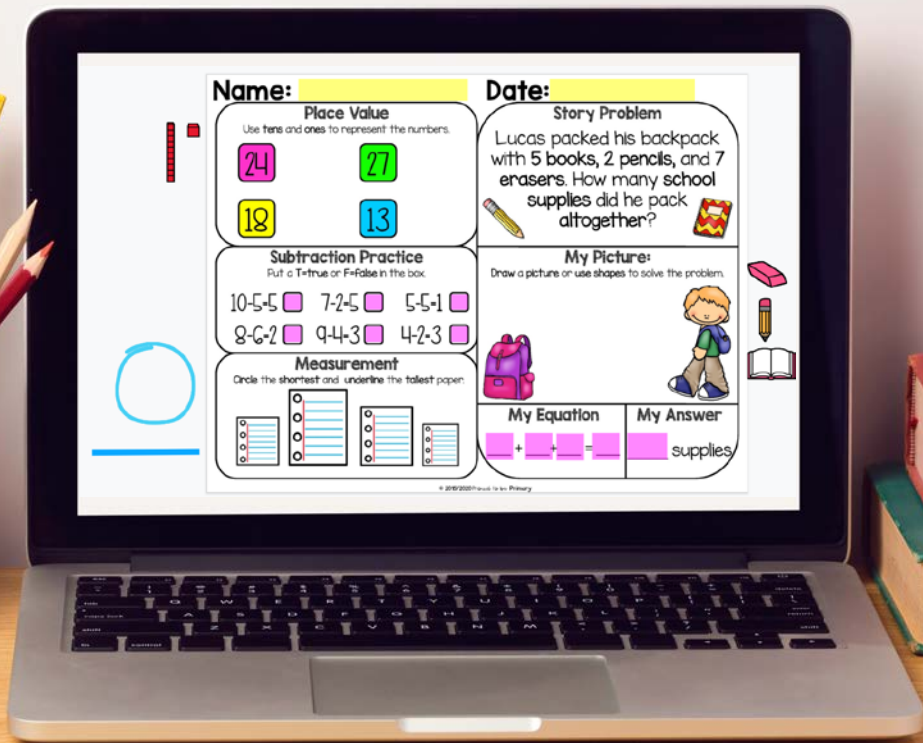 Name:
Date:
Place Value
Use tens and ones to represent the numbers.
24
27
18
13
Subtraction Practice
Put a T=true or F=false in the box.
10-5=5
7-2=5
5-5=1
8-6=2
9-4=3
4-2=3
Measurement
Circle the shortest and underline the tallest paper.
Story Problem
Lucas packed his backpack
with 5 books, 2 pencils, and 7
erasers. How many school
supplies did he pack
altogether?
My Picture:
Draw a picture or use shapes to solve the problem.
My Equation
+ + =
My Answer
supplies
Primary